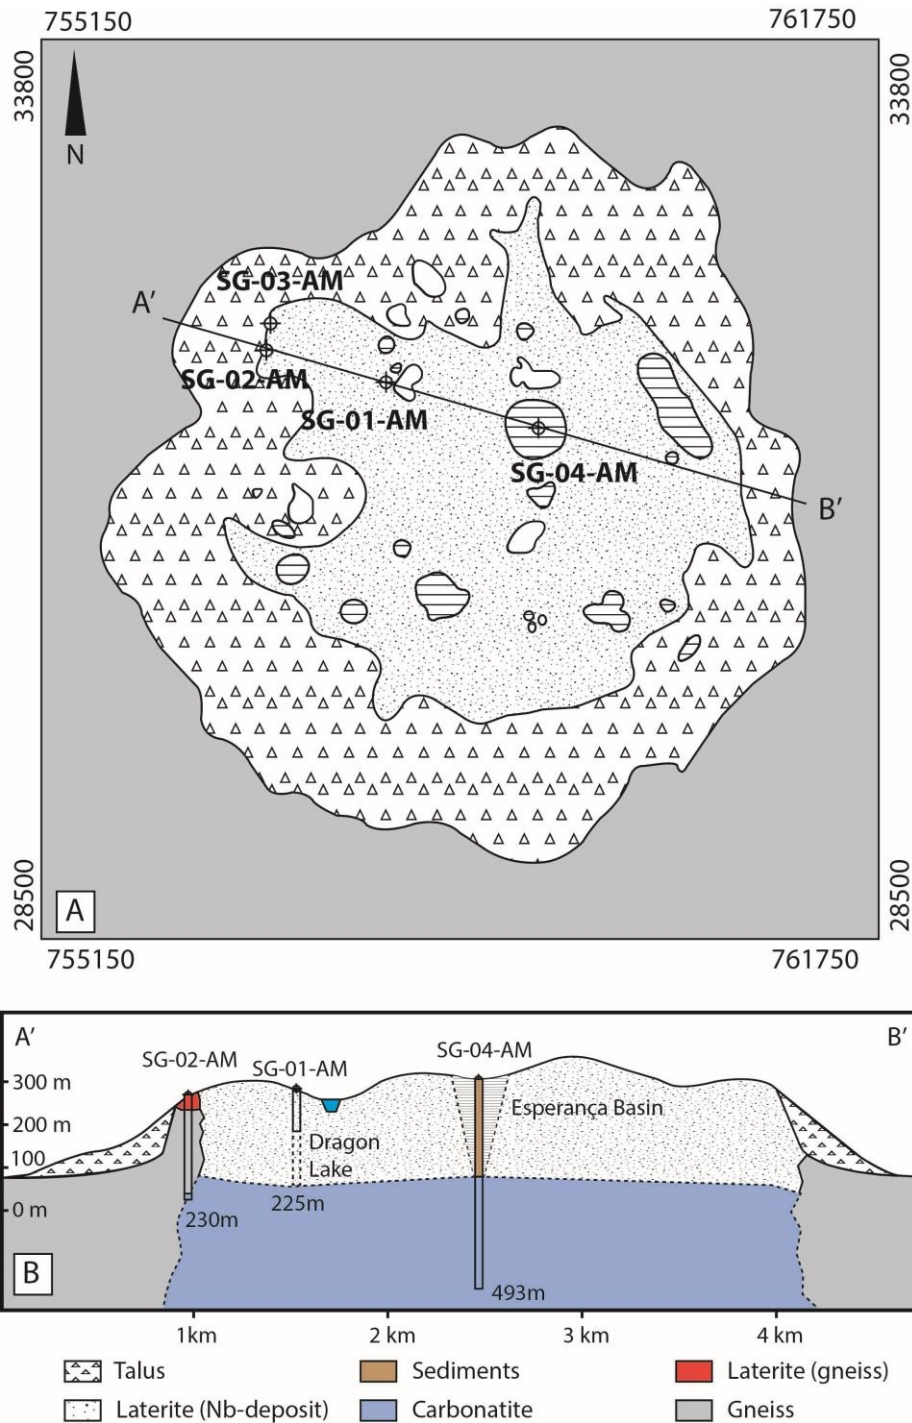 755150 761750
33800 33800
N
SG-03-AM
A’
SG-02-AM
SG-01-AM
SG-04-AM
B’
28500 28500
A
755150 761750
A’ B’
SG-02-AM SG-01-AM SG-04-AM
300 m
200 m
100
0 m
Esperança Basin
Dragon
Lake
230m
225m
493m
B
1km 2 km 3 km 4 km
Talus Sediments Laterite (gneiss)
Laterite (Nb-deposit) Carbonatite Gneiss